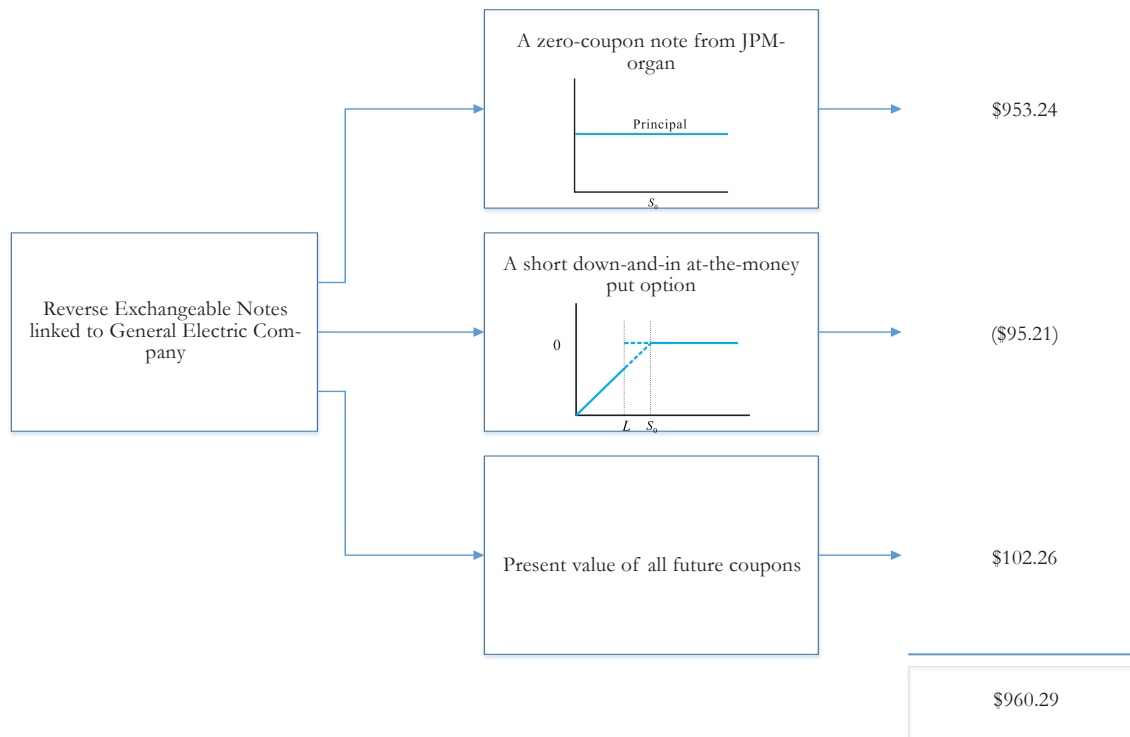 A zero-coupon note from JPM-
organ
Principal
S₀
$953.24
Reverse Exchangeable Notes
linked to General Electric Com-
pany
A short down-and-in at-the-money
put option
0
L S₀
($95.21)
Present value of all future coupons
$102.26
$960.29